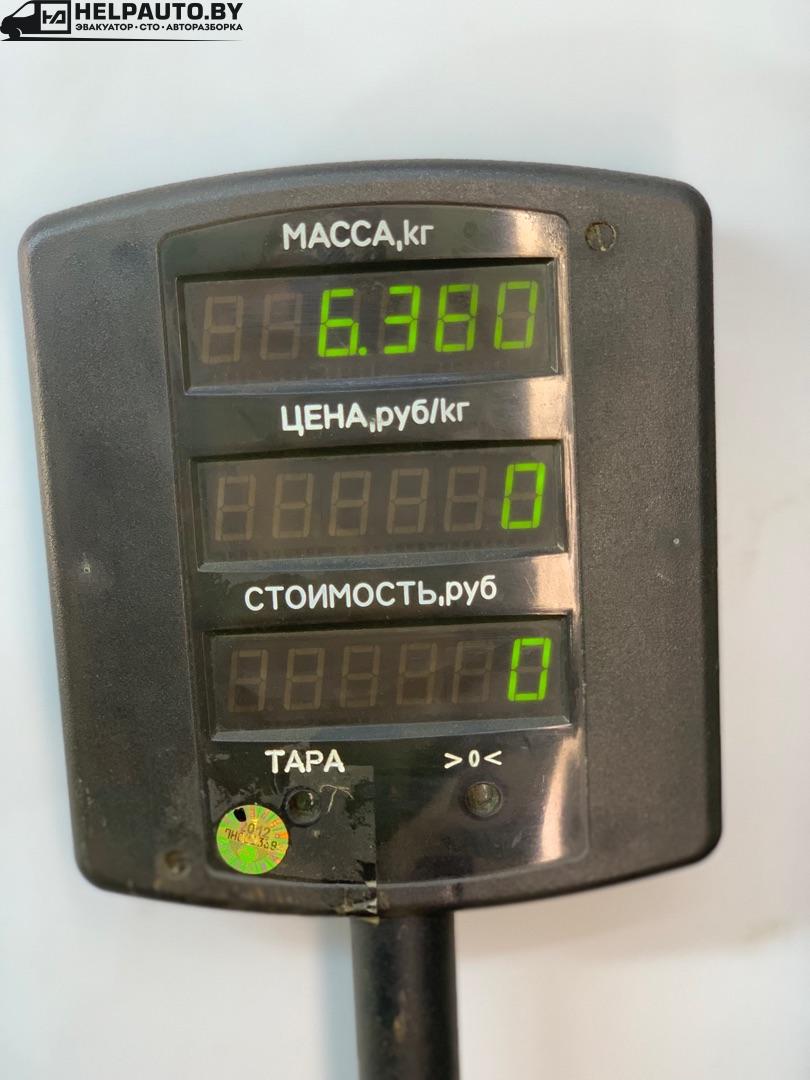 HELPAUTO.BY
ЭВАКУАТОР • СТО • АВТОРАЗБОРКА
МАССА,кг
6.380
ЦЕНА,руб/кг
0
СТОИМОСТЬ,руб
0
ТАРА >0<